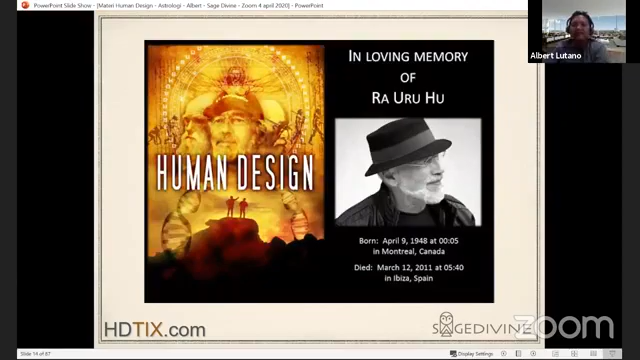 PowerPoint Slide Show - [Materi Human Design - Astrologi - Albert - Sage Divine - Zoom 4 april 2020] - PowerPoint
Albert Lutano
IN LOVING MEMORY
OF
RA URU HU
HUMAN DESIGN
Born: April 9, 1948 at 00:05
in Montreal, Canada
Died: March 12, 2011 at 05:40
in Ibiza, Spain
HDTIX.com
SAGEDIVINE
zoom
Slide 14 of 87
Display Settings